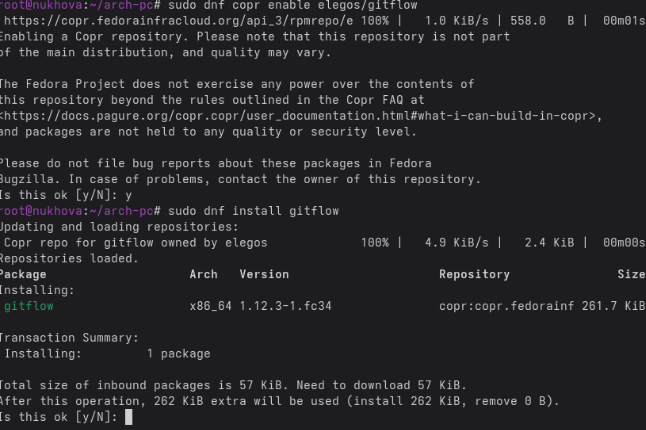 root@nukhova:~/arch-pc# sudo dnf copr enable elegos/gitflow
https://copr.fedorainfracloud.org/api_3/rpmrepo/e 100% |   1.0 KiB/s | 558.0   B |  00m01s
Enabling a Copr repository. Please note that this repository is not part
of the main distribution, and quality may vary.

The Fedora Project does not exercise any power over the contents of
this repository beyond the rules outlined in the Copr FAQ at
<https://docs.pagure.org/copr.copr/user_documentation.html#what-i-can-build-in-copr>,
and packages are not held to any quality or security level.

Please do not file bug reports about these packages in Fedora
Bugzilla. In case of problems, contact the owner of this repository.
Is this ok [y/N]: y
root@nukhova:~/arch-pc# sudo dnf install gitflow
Updating and loading repositories:
 Copr repo for gitflow owned by elegos             100% |   4.9 KiB/s |   2.4 KiB |  00m00s
Repositories loaded.
Package                    Arch   Version                     Repository               Size
Installing:
 gitflow                   x86_64 1.12.3-1.fc34               copr:copr.fedorainf 261.7 KiB

Transaction Summary:
 Installing:         1 package

Total size of inbound packages is 57 KiB. Need to download 57 KiB.
After this operation, 262 KiB extra will be used (install 262 KiB, remove 0 B).
Is this ok [y/N]: